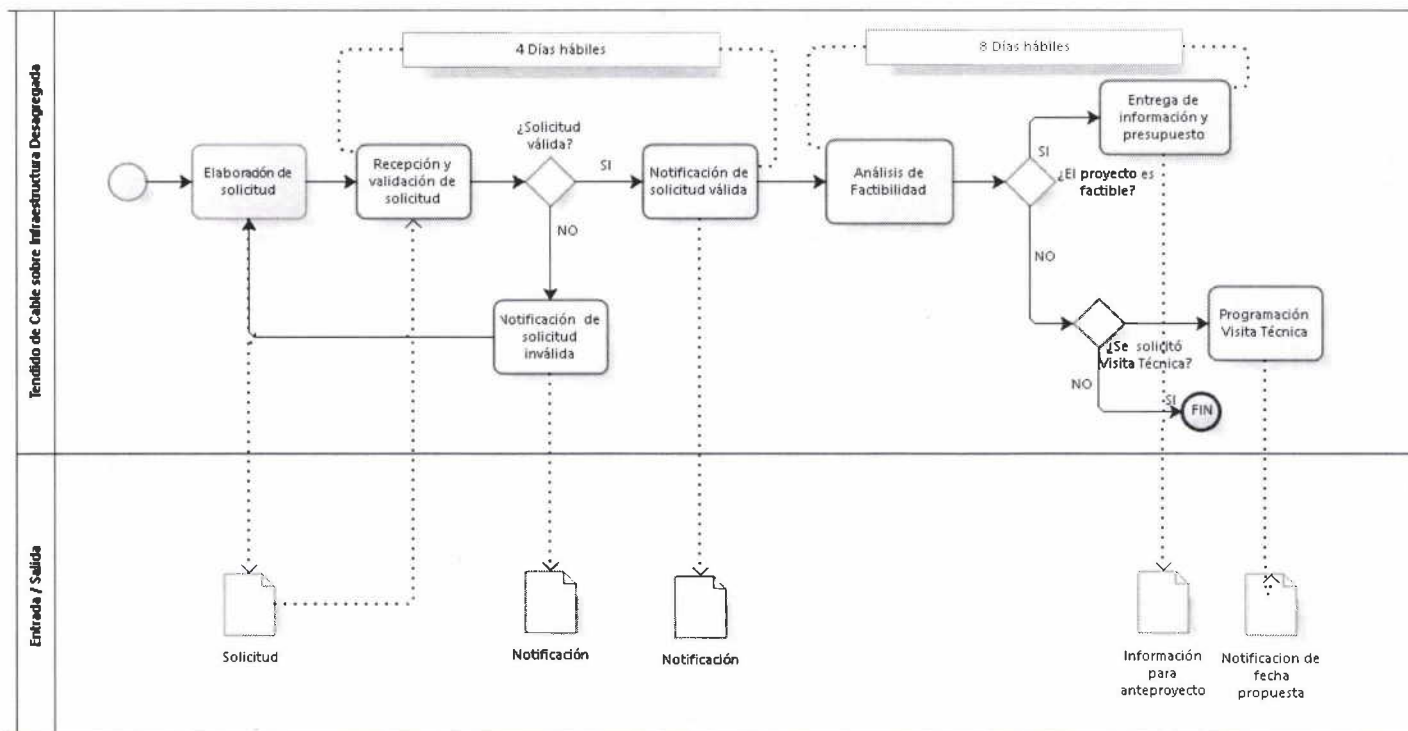 Tendido de Cable sobre Infraestructura Desagregada
4 Días hábiles
8 Días hábiles
Elaboración de
solicitud
Recepción y
validación de
solicitud
¿Solicitud
válida?
SI
NO
Notificación de
solicitud válida
Notificación de
solicitud
inválida
Análisis de
Factibilidad
SI
¿El proyecto es
factible?
NO
Entrega de
información y
presupuesto
¿Se solicitó
Visita Técnica?
NO
SI
Programación
Visita Técnica
FIN
Entrada / Salida
Solicitud
Notificación
Notificación
Información
para
anteproyecto
Notificacion de
fecha
propuesta